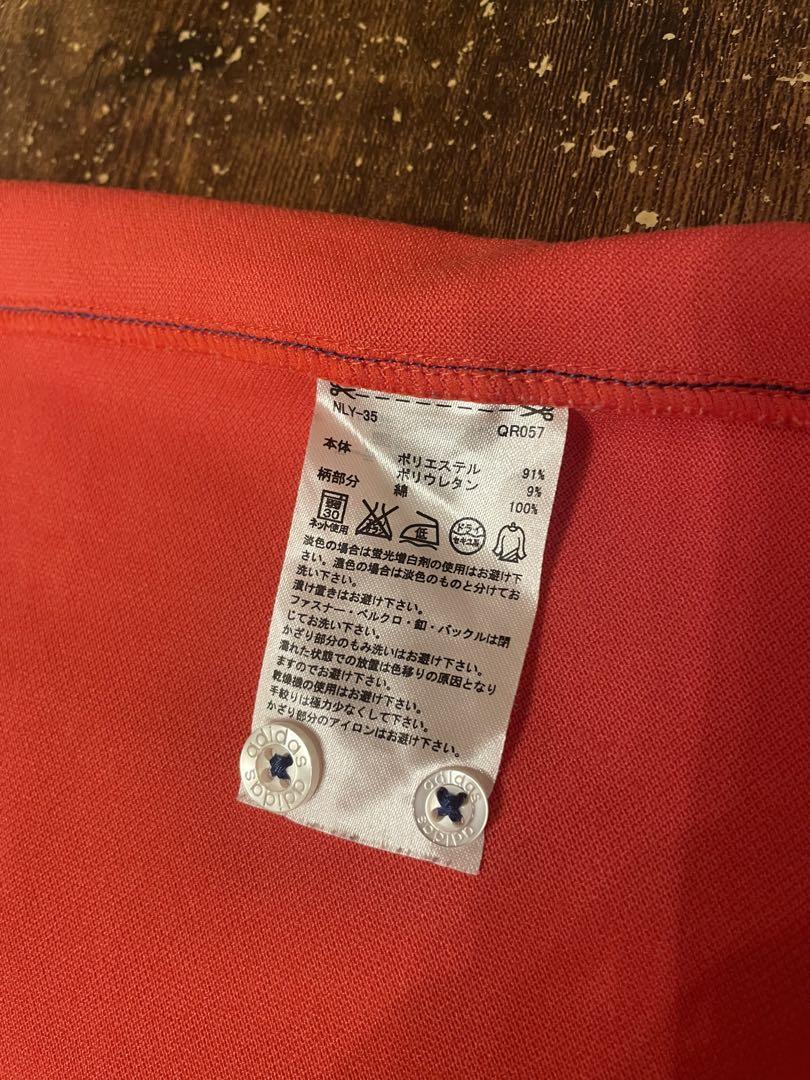 NLY-35 QR057
本体 ポリエステル 91%
ポリウレタン 9%
柄部分 綿 100%
30
ネット使用 エンソサラシ 低 ドライ セキユ系
淡色の場合は蛍光増白剤の使用はお避け下
さい。濃色の場合は淡色のものと分けてお
洗い下さい。
漬け置きはお避け下さい。
ファスナー・ベルクロ・釦・バックルは閉
じてお洗い下さい。
かざり部分のもみ洗いはお避け下さい。
濡れた状態での放置は色移りの原因となり
ますのでお避け下さい。
乾燥機の使用はお避け下さい。
手絞りは極力少なくして下さい。
かざり部分のアイロンはお避け下さい。
adidas adidas
adidas adidas